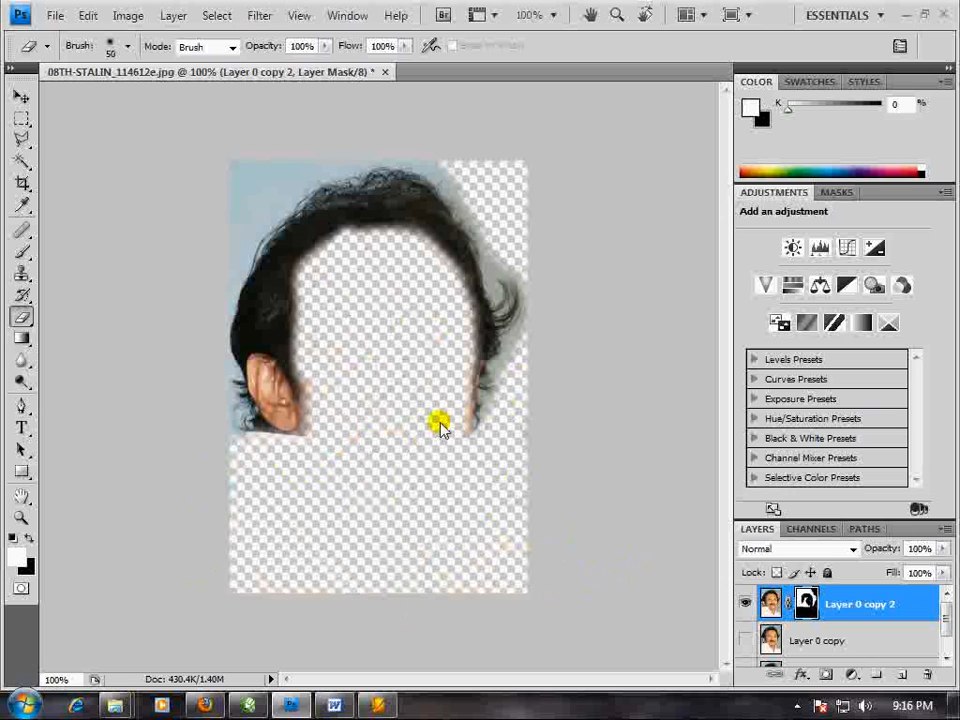 Ps File Edit Image Layer Select Filter View Window Help Br 100% ESSENTIALS
Brush: 50 Mode: Brush Opacity: 100% Flow: 100%
08TH-STALIN_114612e.jpg @ 100% (Layer 0 copy 2, Layer Mask/8) *
COLOR SWATCHES STYLES
K 0 %
ADJUSTMENTS MASKS
Add an adjustment
Levels Presets
Curves Presets
Exposure Presets
Hue/Saturation Presets
Black & White Presets
Channel Mixer Presets
Selective Color Presets
LAYERS CHANNELS PATHS
Normal Opacity: 100%
Lock: Fill: 100%
Layer 0 copy 2
Layer 0 copy
100% Doc: 430.4K/1.40M
9:16 PM